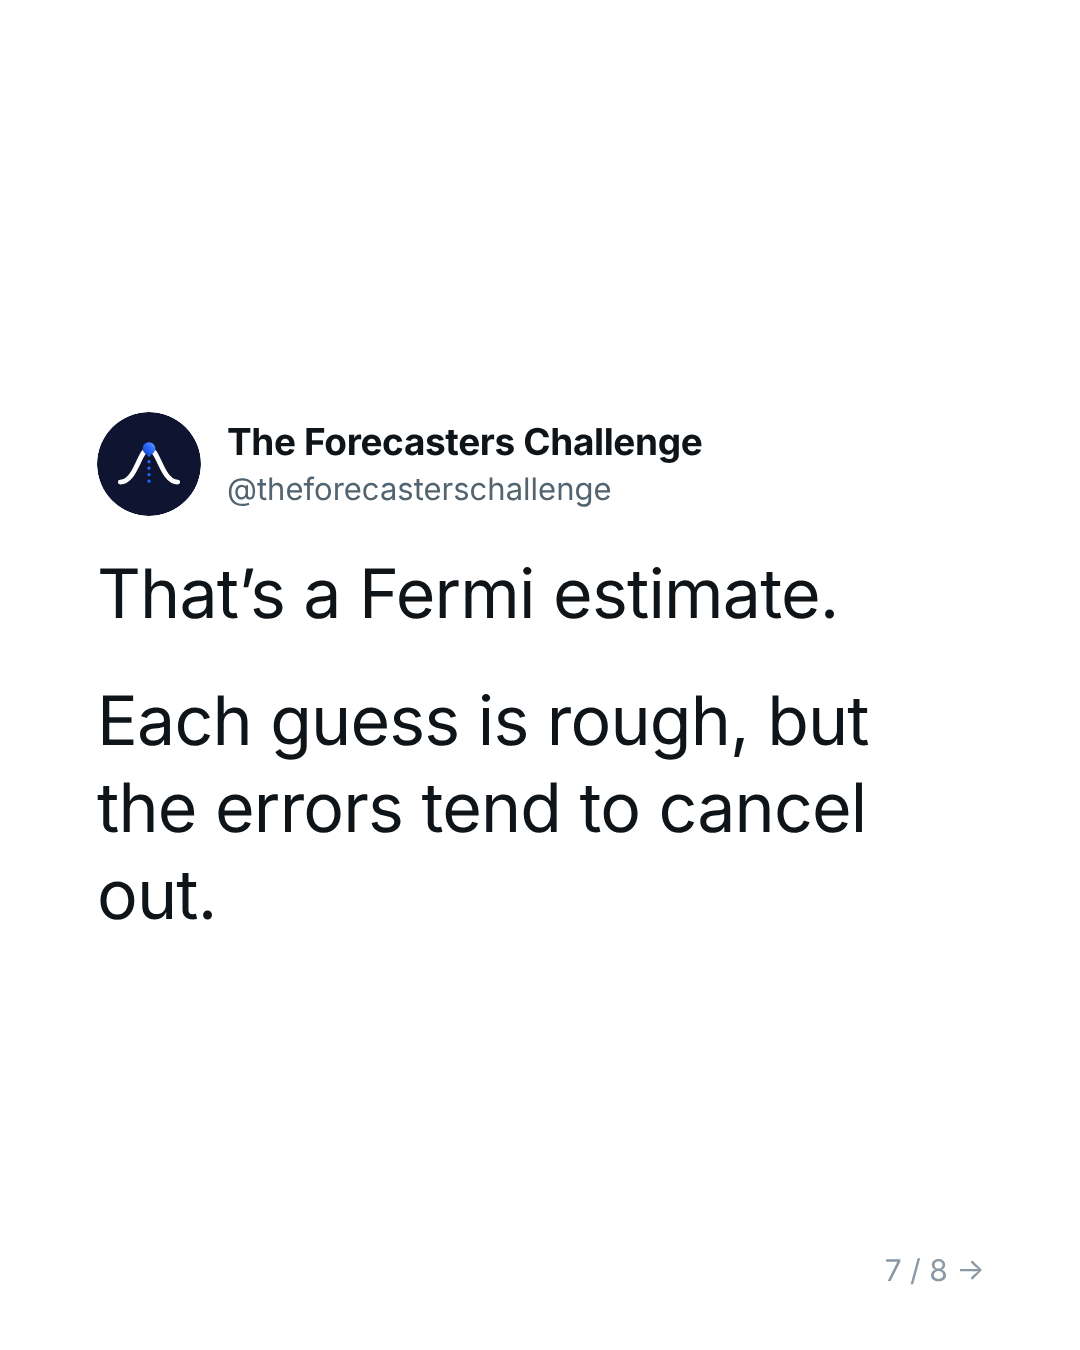 The Forecasters Challenge
@theforecasterschallenge
That’s a Fermi estimate.
Each guess is rough, but
the errors tend to cancel
out.
7 / 8 →